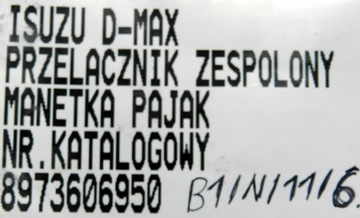 ISUZU D-MAX
PRZELACZNIK ZESPOLONY
MANETKA PAJAK
NR.KATALOGOWY
8973606950 B1/N/11/6